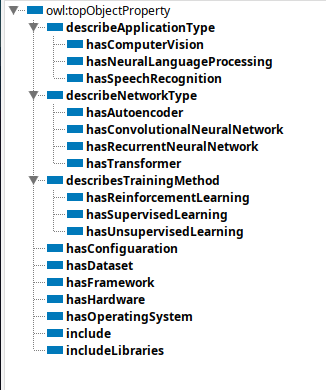 owl:topObjectProperty
describeApplicationType
hasComputerVision
hasNeuralLanguageProcessing
hasSpeechRecognition
describeNetworkType
hasAutoencoder
hasConvolutionalNeuralNetwork
hasRecurrentNeuralNetwork
hasTransformer
describesTrainingMethod
hasReinforcementLearning
hasSupervisedLearning
hasUnsupervisedLearning
hasConfiguaration
hasDataset
hasFramework
hasHardware
hasOperatingSystem
include
includeLibraries